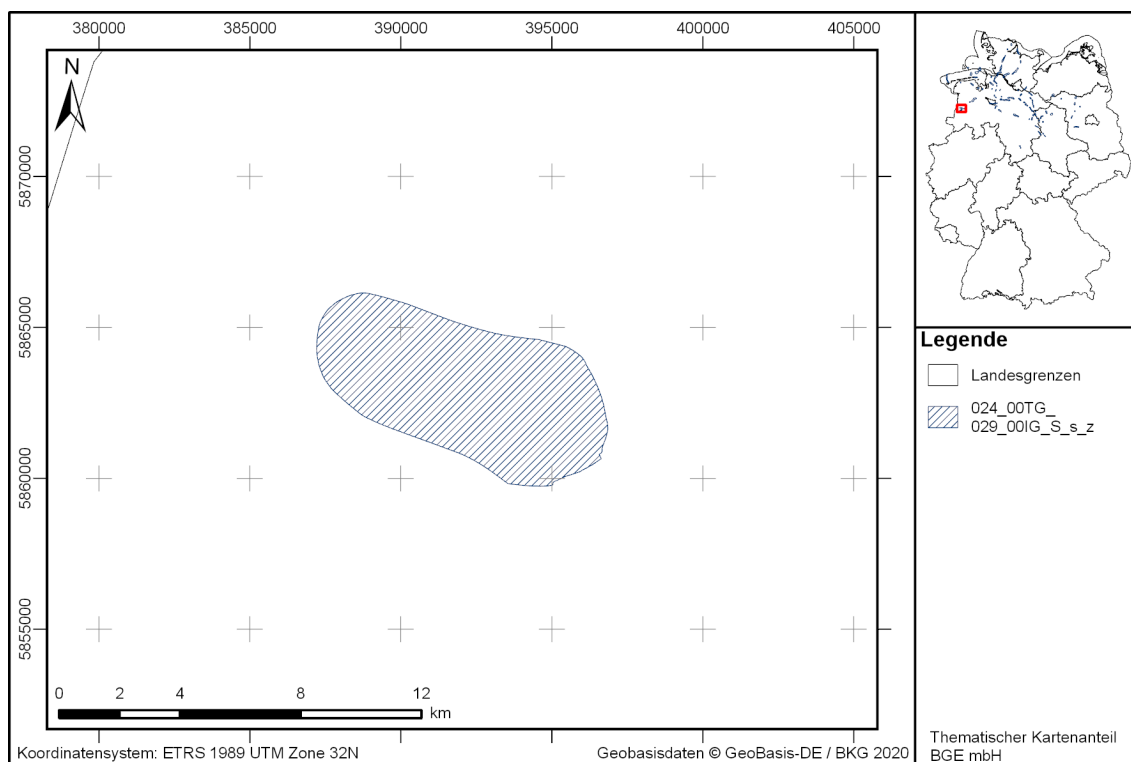 380000 385000 390000 395000 400000 405000
N
5870000
5865000
5860000
5855000
0 2 4 8 12
km
Koordinatensystem: ETRS 1989 UTM Zone 32N
Geobasisdaten © GeoBasis-DE / BKG 2020
Legende
Landesgrenzen
024_00TG_
029_00IG_S_s_z
Thematischer Kartenanteil
BGE mbH